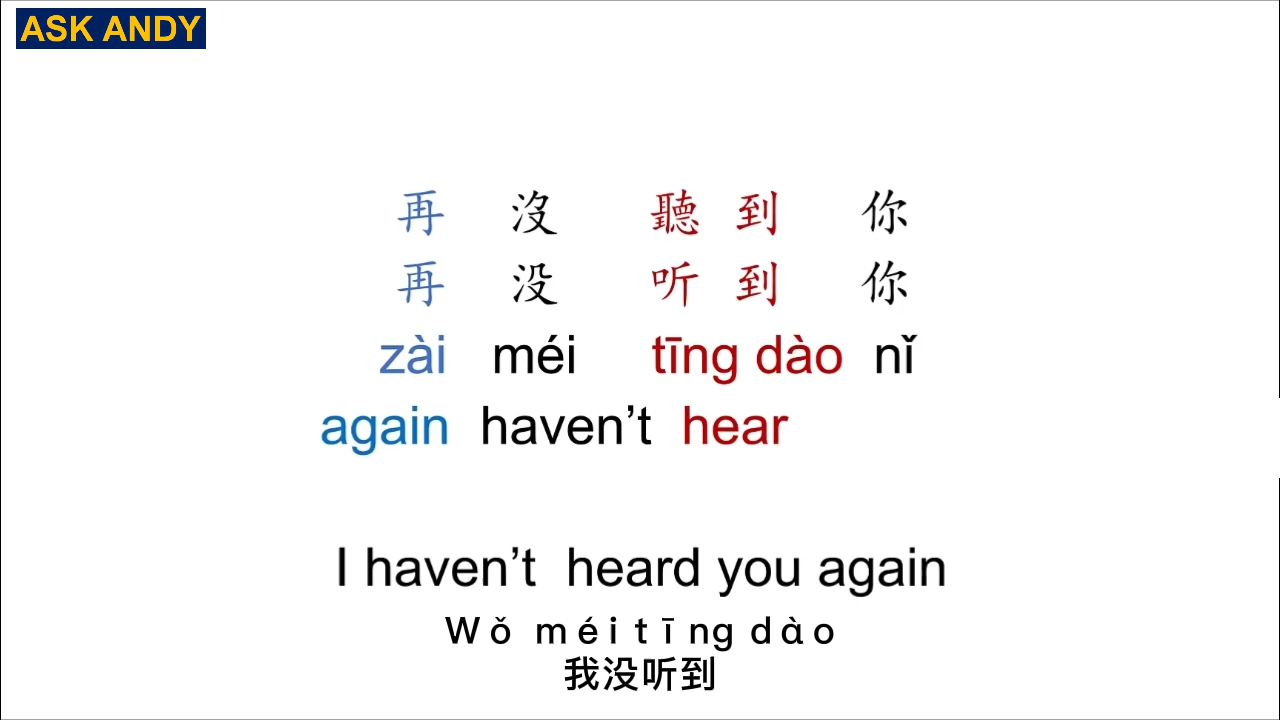 ASK ANDY
再 沒 聽 到 你
再 没 听 到 你
zài méi tīng dào nǐ
again haven’t hear
I haven’t heard you again
Wǒ méi tīng dào
我没听到